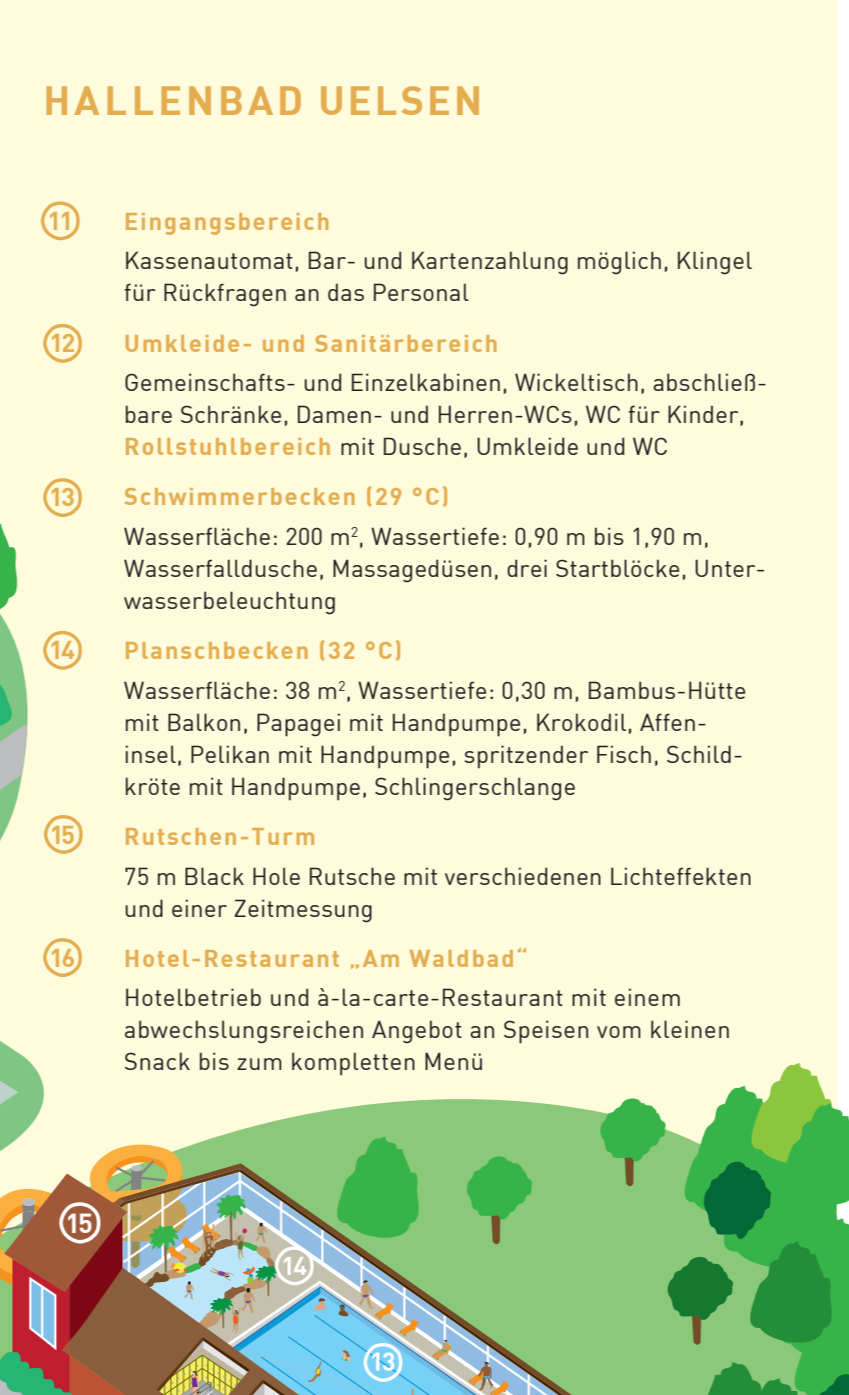 HALLENBAD UELSEN
11 Eingangsbereich
Kassenautomat, Bar- und Kartenzahlung möglich, Klingel
für Rückfragen an das Personal
12 Umkleide- und Sanitärbereich
Gemeinschafts- und Einzelkabinen, Wickeltisch, abschließ-
bare Schränke, Damen- und Herren-WCs, WC für Kinder,
Rollstuhlbereich mit Dusche, Umkleide und WC
13 Schwimmerbecken (29 °C)
Wasserfläche: 200 m², Wassertiefe: 0,90 m bis 1,90 m,
Wasserfalldusche, Massagedüsen, drei Startblöcke, Unter-
wasserbeleuchtung
14 Planschbecken (32 °C)
Wasserfläche: 38 m², Wassertiefe: 0,30 m, Bambus-Hütte
mit Balkon, Papagei mit Handpumpe, Krokodil, Affen-
insel, Pelikan mit Handpumpe, spritzender Fisch, Schild-
kröte mit Handpumpe, Schlingerschlange
15 Rutschen-Turm
75 m Black Hole Rutsche mit verschiedenen Lichteffekten
und einer Zeitmessung
16 Hotel-Restaurant „Am Waldbad“
Hotelbetrieb und à-la-carte-Restaurant mit einem
abwechslungsreichen Angebot an Speisen vom kleinen
Snack bis zum kompletten Menü
15
14
13